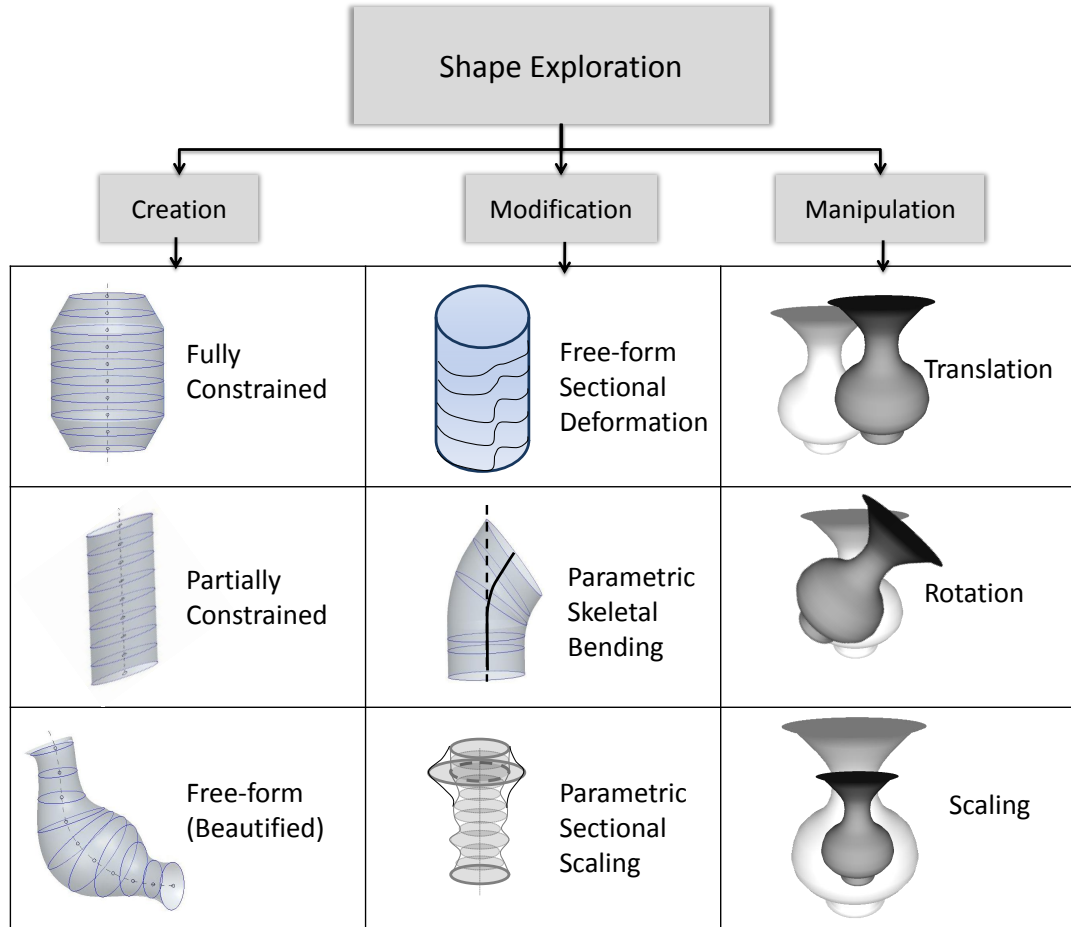 Shape Exploration
Creation
Modification
Manipulation
Fully
Constrained
Free-form
Sectional
Deformation
Translation
Partially
Constrained
Parametric
Skeletal
Bending
Rotation
Free-form
(Beautified)
Parametric
Sectional
Scaling
Scaling